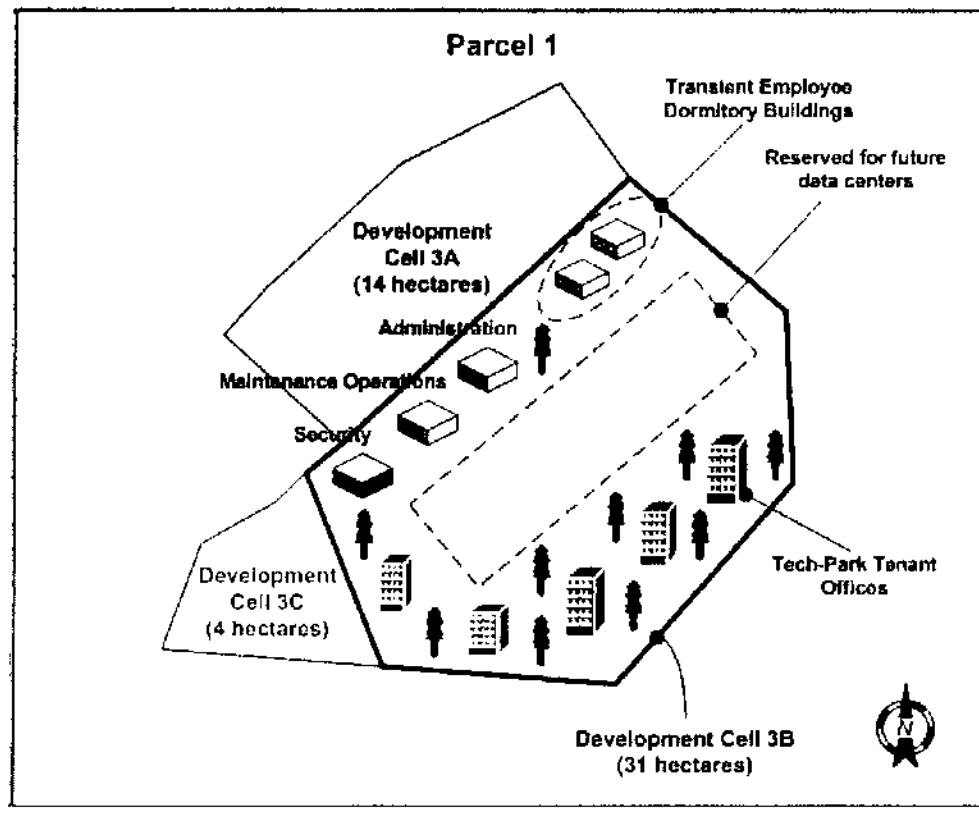 Parcel 1
Transient Employee
Dormitory Buildings
Reserved for future
data centers
Development
Cell 3A
(14 hectares)
Administration
Maintenance Operations
Security
Development
Cell 3C
(4 hectares)
Tech-Park Tenant
Offices
Development Cell 3B
(31 hectares)
N